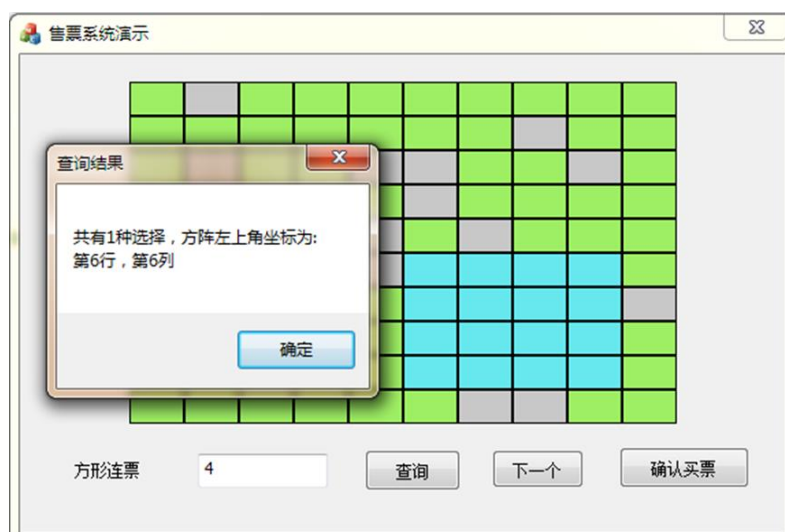 售票系统演示
查询结果
共有1种选择，方阵左上角坐标为:
第6行，第6列
确定
方形连票
4
查询
下一个
确认买票